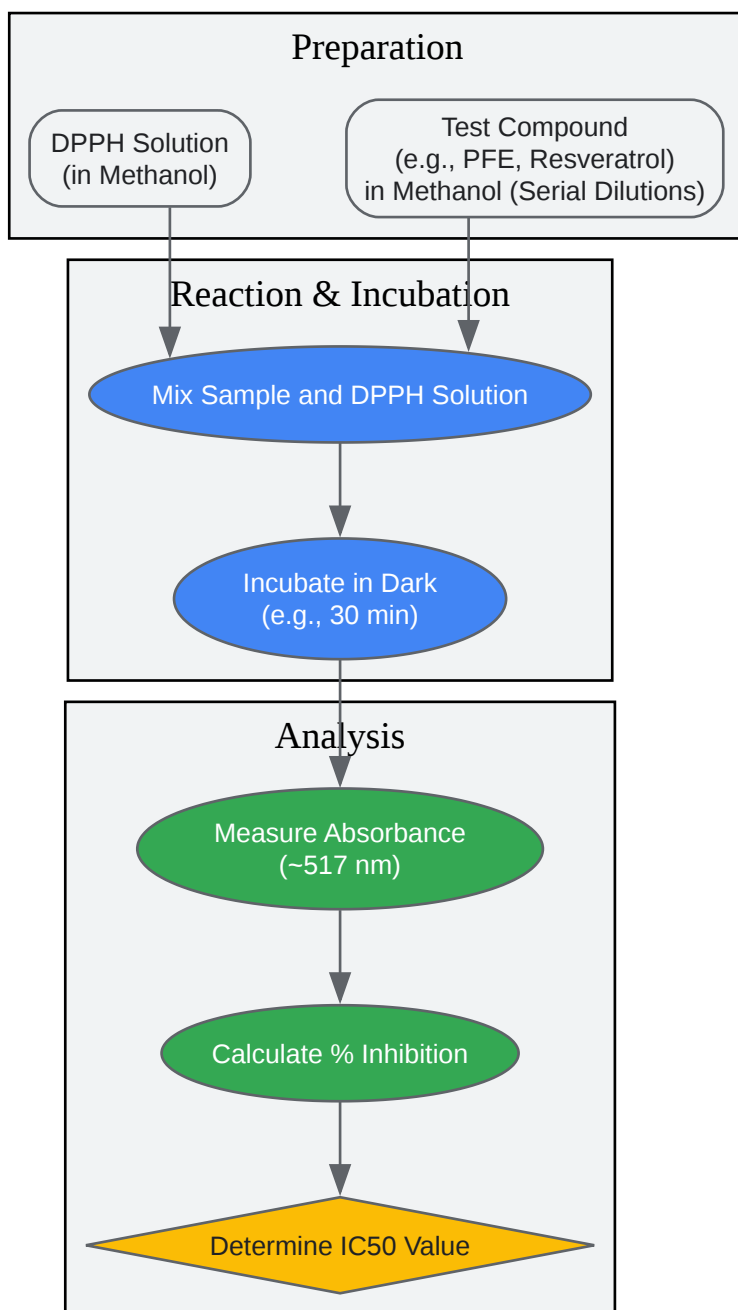 Preparation
DPPH Solution
(in Methanol)
Test Compound
(e.g., PFE, Resveratrol)
in Methanol (Serial Dilutions)
Reaction & Incubation
Mix Sample and DPPH Solution
Incubate in Dark
(e.g., 30 min)
Analysis
Measure Absorbance
(~517 nm)
Calculate % Inhibition
Determine IC50 Value